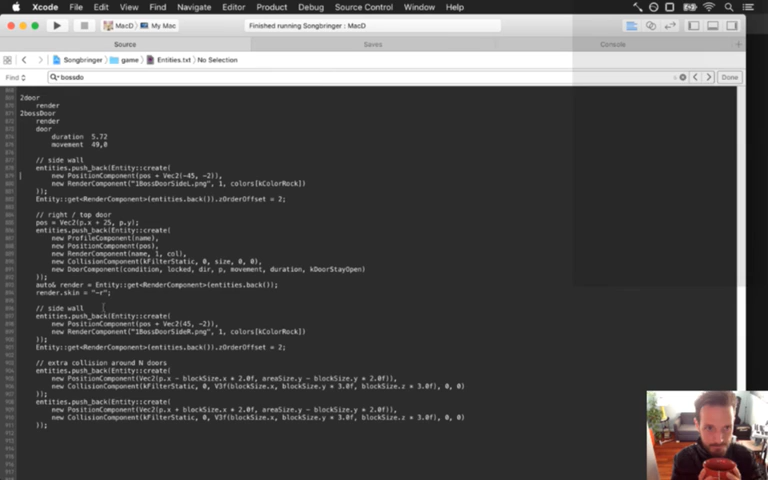 Xcode File Edit View Find Navigate Editor Product Debug Source Control Window Help
MacD My Mac Finished running Songbringer : MacD
Source Saves Console
Songbringer game Entities.txt No Selection
Find bossdo Done
2door
render
2bossDoor
render
door
duration 5.72
movement 49,0
// side wall
entities.push_back(Entity::create(
new PositionComponent(pos + Vec2(-45, -2)),
new RenderComponent("1BossDoorSideL.png", 1, colors[kColorRock])
));
Entity::get<RenderComponent>(entities.back()).zOrderOffset = 2;
// right / top door
pos = Vec2(p.x + 25, p.y);
entities.push_back(Entity::create(
new ProfileComponent(name),
new PositionComponent(pos),
new RenderComponent(name, 1, col),
new CollisionComponent(kFilterStatic, 0, size, 0, 0),
new DoorComponent(condition, locked, dir, p, movement, duration, kDoorStayOpen)
));
auto& render = Entity::get<RenderComponent>(entities.back());
render.skin = "-r";
// side wall
entities.push_back(Entity::create(
new PositionComponent(pos + Vec2(45, -2)),
new RenderComponent("1BossDoorSideR.png", 1, colors[kColorRock])
));
Entity::get<RenderComponent>(entities.back()).zOrderOffset = 2;
// extra collision around N doors
entities.push_back(Entity::create(
new PositionComponent(Vec2(p.x - blockSize.x * 2.0f, areaSize.y - blockSize.y * 2.0f)),
new CollisionComponent(kFilterStatic, 0, V3f(blockSize.x, blockSize.y * 3.0f, blockSize.z * 3.0f), 0, 0)
));
entities.push_back(Entity::create(
new PositionComponent(Vec2(p.x + blockSize.x * 2.0f, areaSize.y - blockSize.y * 2.0f)),
new CollisionComponent(kFilterStatic, 0, V3f(blockSize.x, blockSize.y * 3.0f, blockSize.z * 3.0f), 0, 0)
));